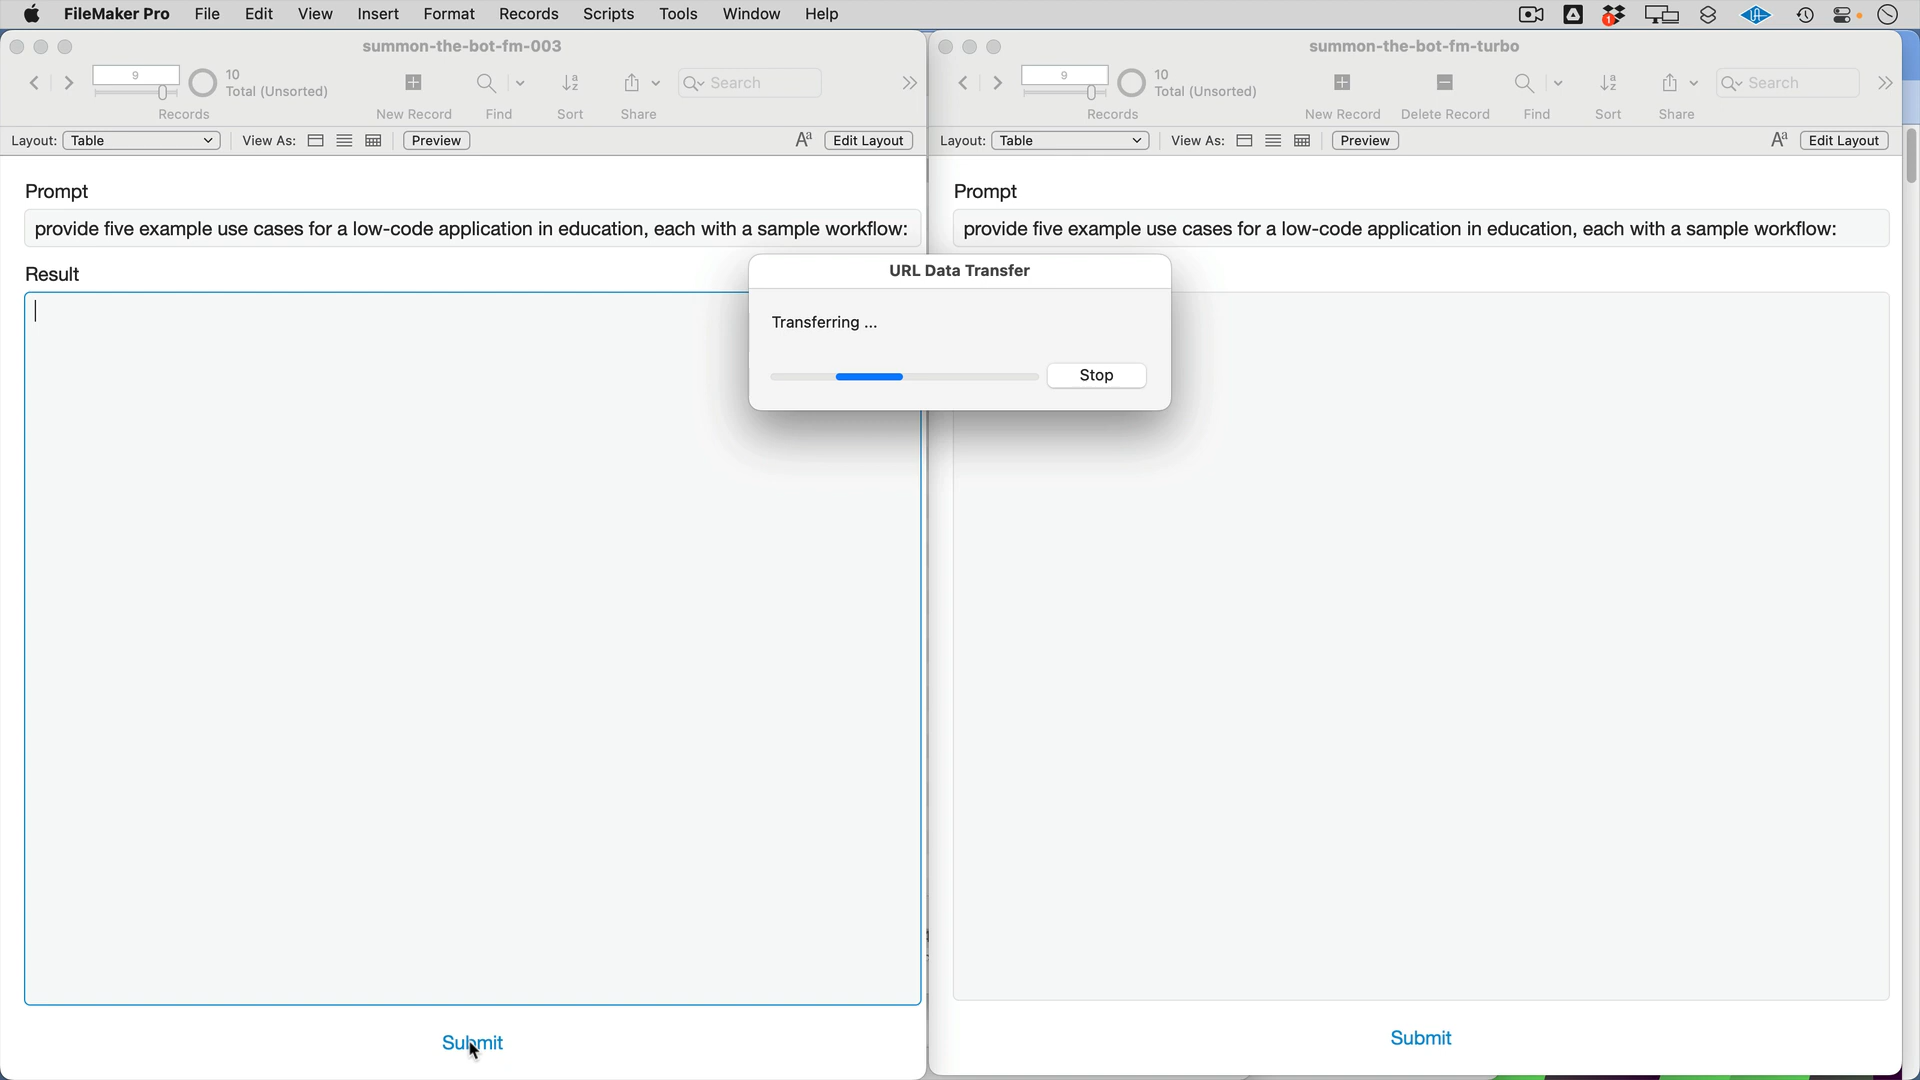 FileMaker Pro File Edit View Insert Format Records Scripts Tools Window Help
1
summon-the-bot-fm-003
9
10
Total (Unsorted)
Search
Records New Record Find Sort Share
Layout: Table View As: Preview Aa Edit Layout
Prompt
provide five example use cases for a low-code application in education, each with a sample workflow:
Result
Submit
summon-the-bot-fm-turbo
9
10
Total (Unsorted)
Search
Records New Record Delete Record Find Sort Share
Layout: Table View As: Preview Aa Edit Layout
Prompt
provide five example use cases for a low-code application in education, each with a sample workflow:
Submit
URL Data Transfer
Transferring ...
Stop